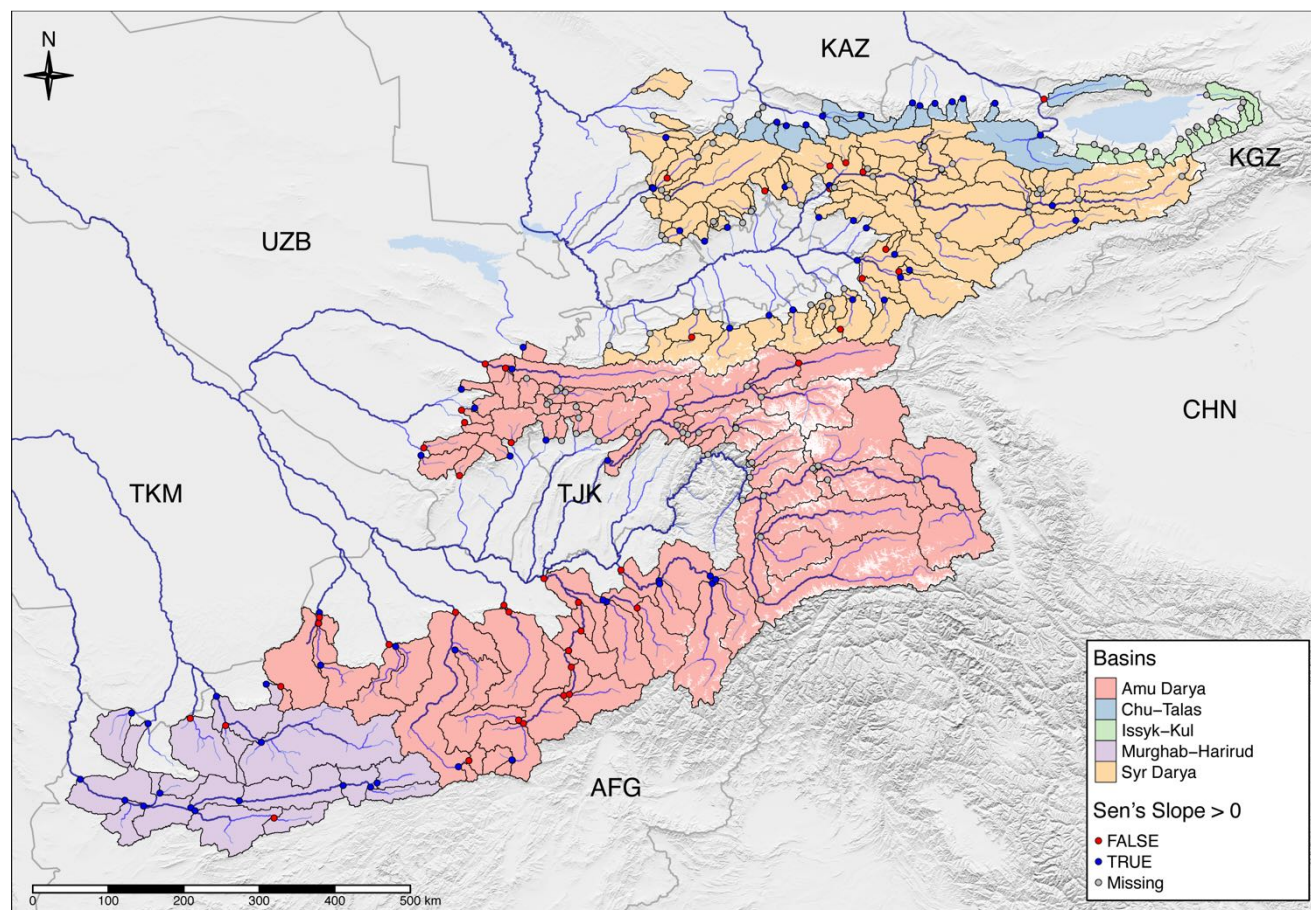 N
KAZ
KGZ
UZB
CHN
TKM
TJK
AFG
Basins
Amu Darya
Chu−Talas
Issyk−Kul
Murghab−Harirud
Syr Darya
Sen's Slope > 0
FALSE
TRUE
Missing
0 100 200 300 400 500 km